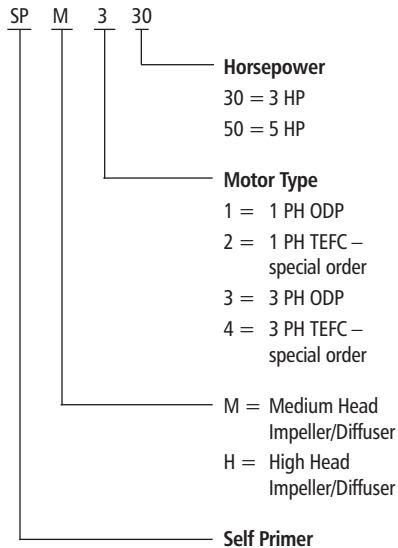 SP M 3 30
Horsepower
30 = 3 HP
50 = 5 HP
Motor Type
1 = 1 PH ODP
2 = 1 PH TEFC –
special order
3 = 3 PH ODP
4 = 3 PH TEFC –
special order
M = Medium Head
Impeller/Diffuser
H = High Head
Impeller/Diffuser
Self Primer